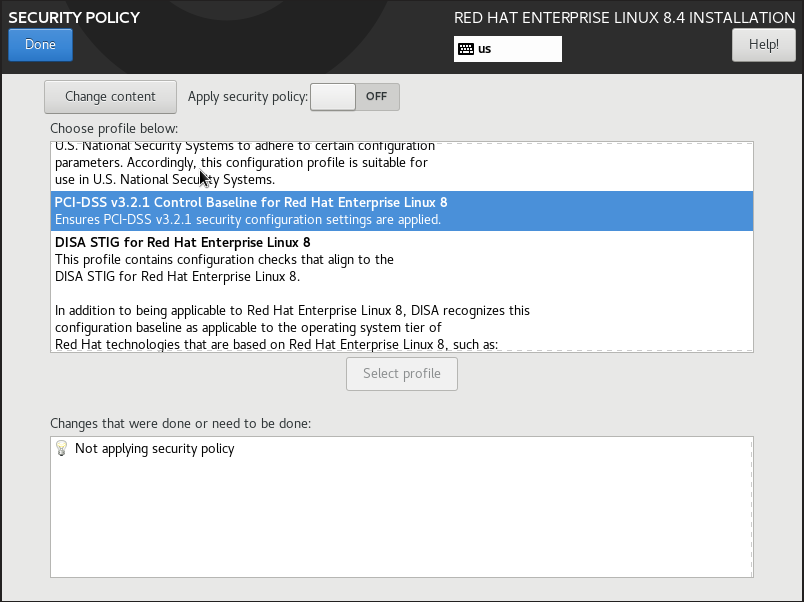 SECURITY POLICY
RED HAT ENTERPRISE LINUX 8.4 INSTALLATION
Done
us
Help!
Change content
Apply security policy:
OFF
Choose profile below:
U.S. National Security Systems to adhere to certain configuration
parameters. Accordingly, this configuration profile is suitable for
use in U.S. National Security Systems.
PCI-DSS v3.2.1 Control Baseline for Red Hat Enterprise Linux 8
Ensures PCI-DSS v3.2.1 security configuration settings are applied.
DISA STIG for Red Hat Enterprise Linux 8
This profile contains configuration checks that align to the
DISA STIG for Red Hat Enterprise Linux 8.
In addition to being applicable to Red Hat Enterprise Linux 8, DISA recognizes this
configuration baseline as applicable to the operating system tier of
Red Hat technologies that are based on Red Hat Enterprise Linux 8, such as:
Select profile
Changes that were done or need to be done:
Not applying security policy